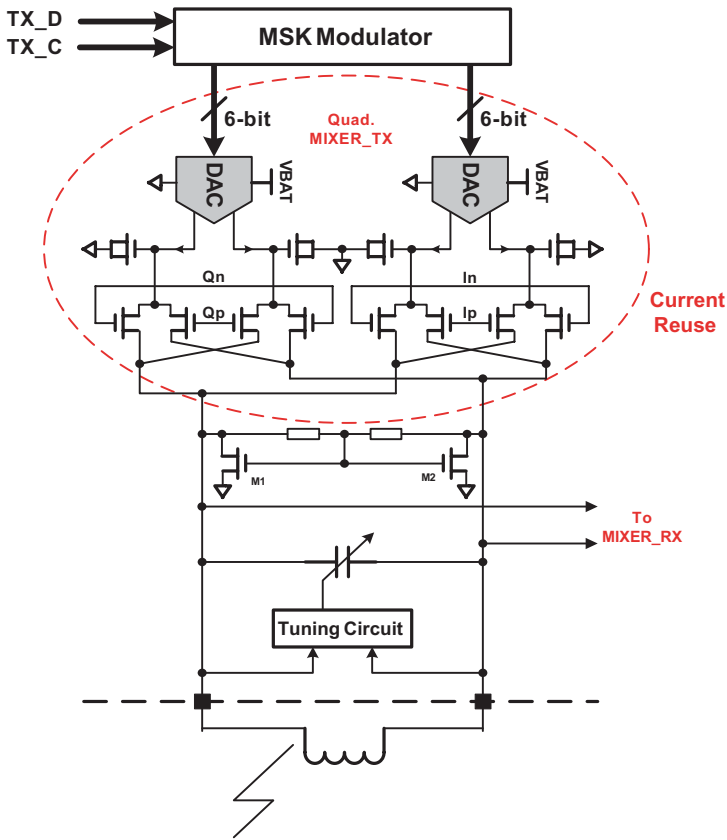 TX_D
TX_C
MSK Modulator
6-bit
Quad.
MIXER_TX
6-bit
DAC
VBAT
DAC
VBAT
Qn
In
Qp
Ip
Current
Reuse
M1
M2
To
MIXER_RX
Tuning Circuit